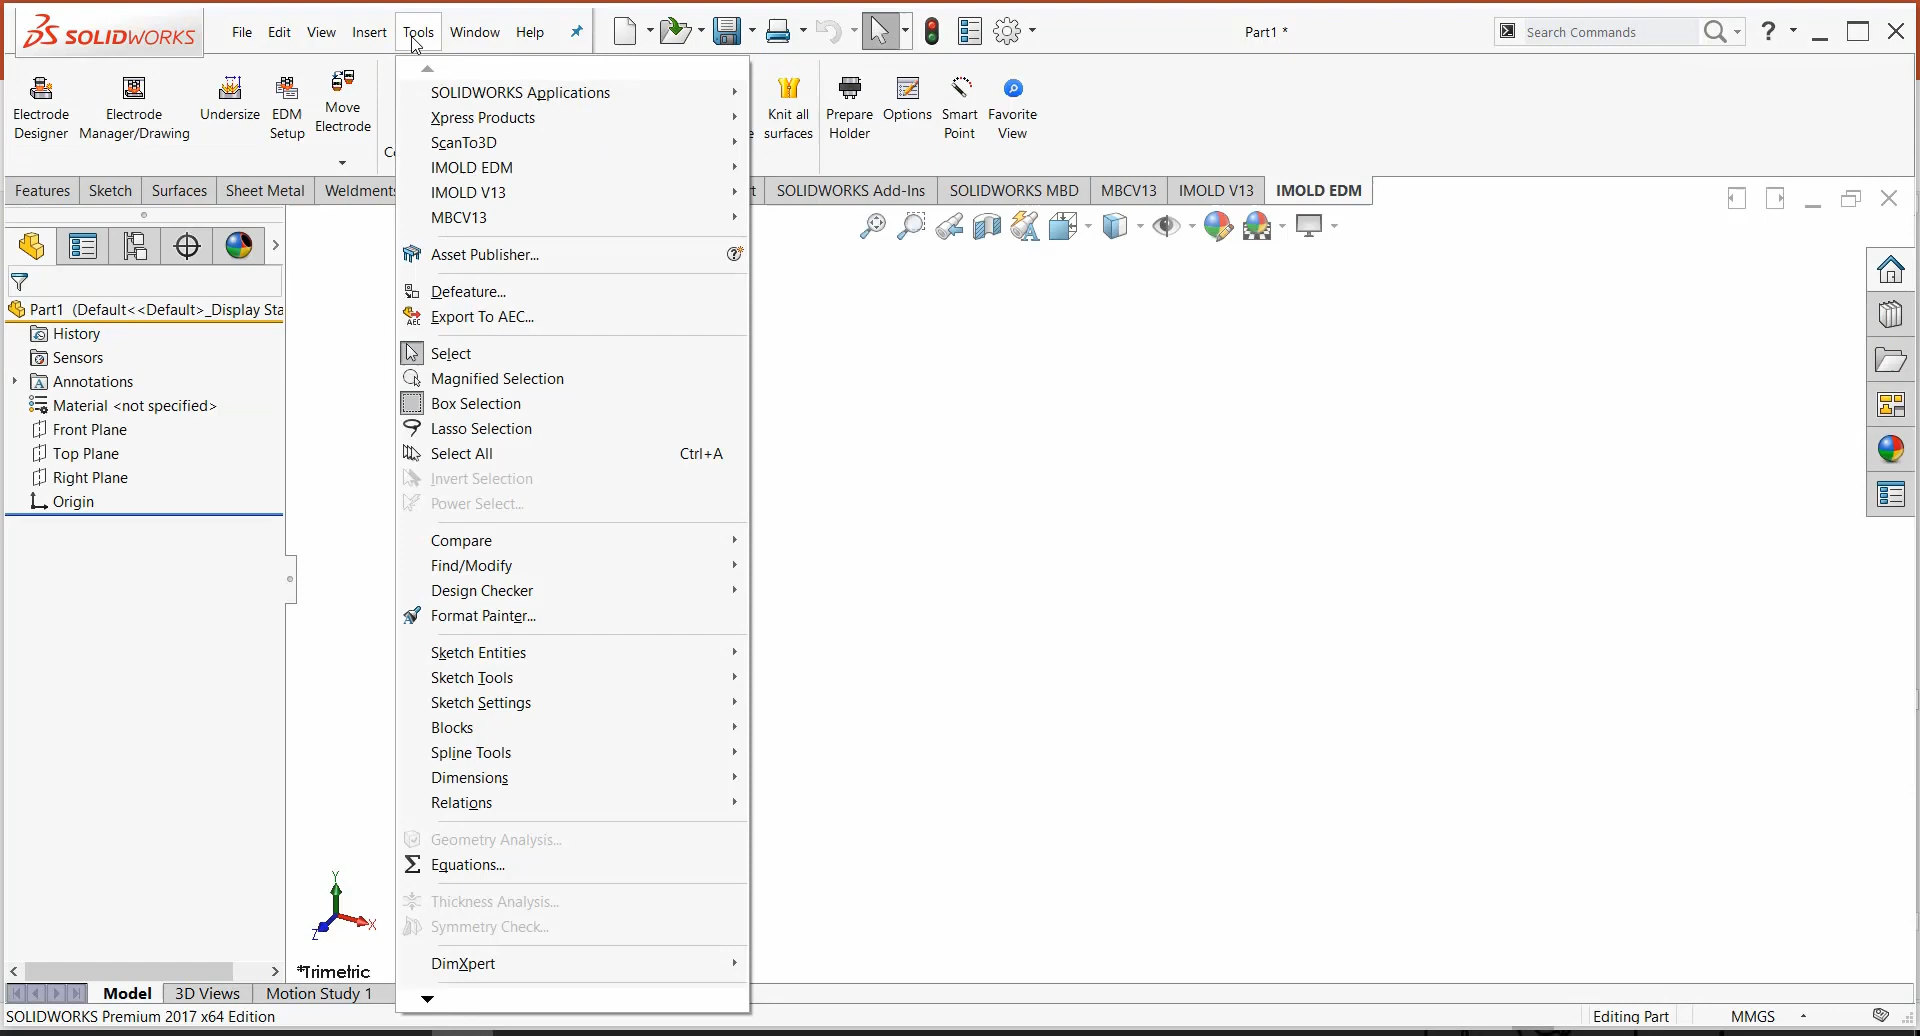 SOLIDWORKS File Edit View Insert Tools Window Help Part1 * Search Commands ?
Electrode Designer
Electrode Manager/Drawing
Undersize
EDM Setup
Move Electrode
Knit all surfaces
Prepare Holder
Options
Smart Point
Favorite View
Features Sketch Surfaces Sheet Metal Weldments SOLIDWORKS Add-Ins SOLIDWORKS MBD MBCV13 IMOLD V13 IMOLD EDM
Part1 (Default<<Default>_Display Sta
History
Sensors
Annotations
Material <not specified>
Front Plane
Top Plane
Right Plane
Origin
SOLIDWORKS Applications
Xpress Products
ScanTo3D
IMOLD EDM
IMOLD V13
MBCV13
Asset Publisher...
Defeature...
Export To AEC...
Select
Magnified Selection
Box Selection
Lasso Selection
Select All Ctrl+A
Invert Selection
Power Select...
Compare
Find/Modify
Design Checker
Format Painter...
Sketch Entities
Sketch Tools
Sketch Settings
Blocks
Spline Tools
Dimensions
Relations
Geometry Analysis...
Equations...
Thickness Analysis...
Symmetry Check...
DimXpert
Y
X
Z
*Trimetric
Model 3D Views Motion Study 1
SOLIDWORKS Premium 2017 x64 Edition Editing Part MMGS